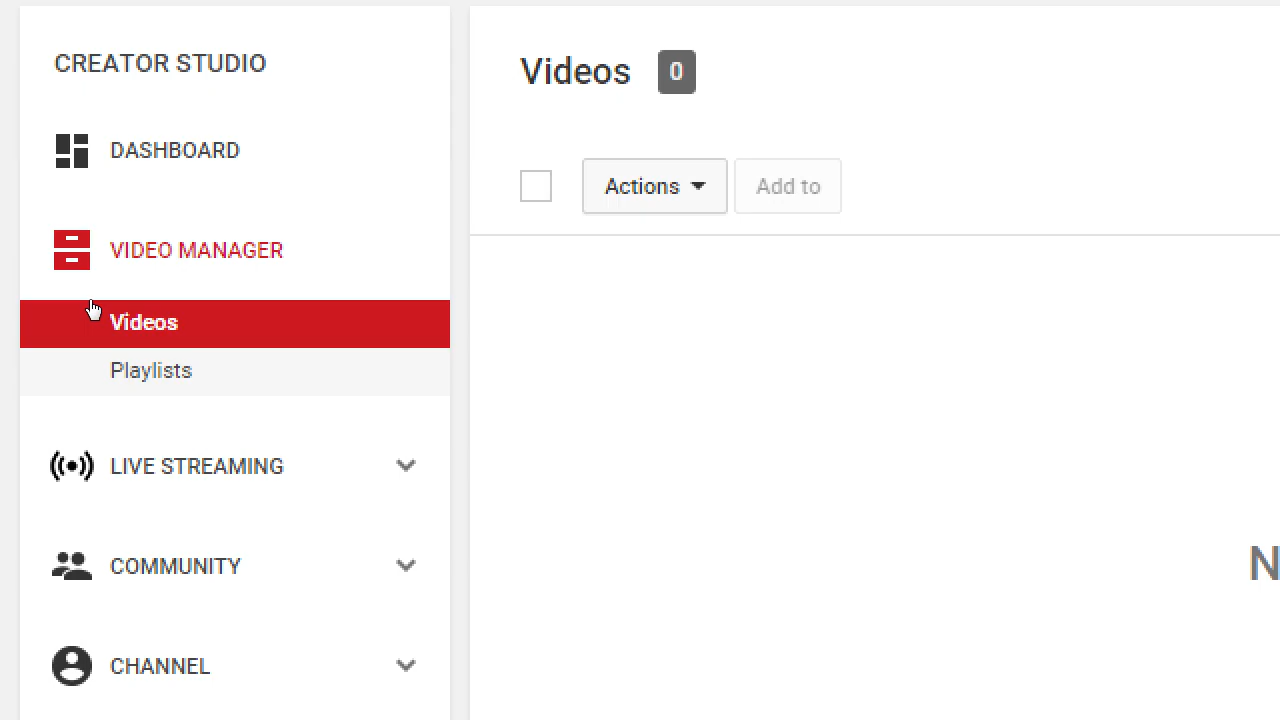 CREATOR STUDIO
DASHBOARD
VIDEO MANAGER
Videos
Playlists
LIVE STREAMING
COMMUNITY
CHANNEL
Videos 0
Actions Add to
N